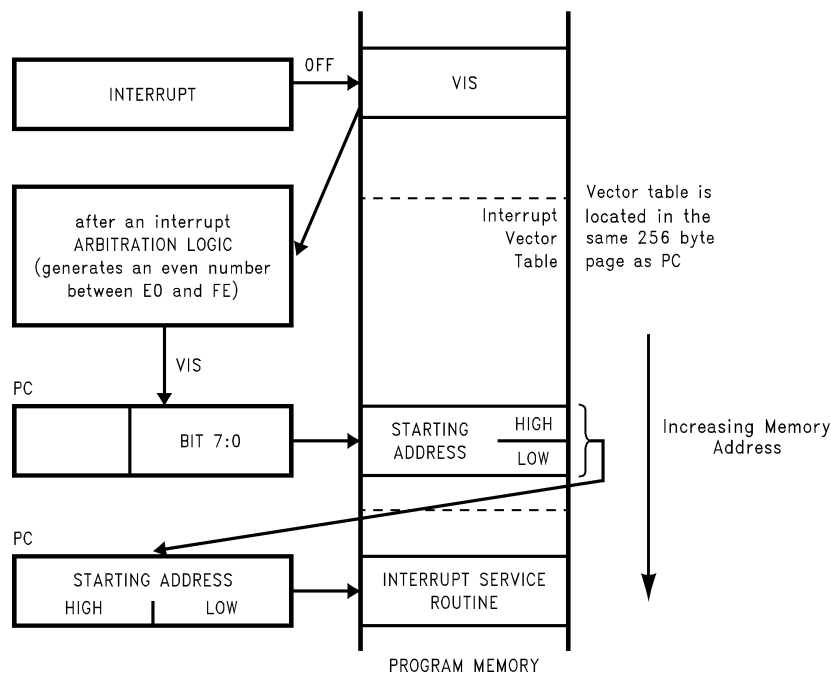 INTERRUPT
OFF
VIS
after an interrupt
ARBITRATION LOGIC
(generates an even number
between E0 and FE)
Interrupt
Vector
Table
Vector table is
located in the
same 256 byte
page as PC
VIS
PC
BIT 7:0
STARTING
ADDRESS
HIGH
LOW
Increasing Memory
Address
PC
STARTING ADDRESS
HIGH
LOW
INTERRUPT SERVICE
ROUTINE
PROGRAM MEMORY